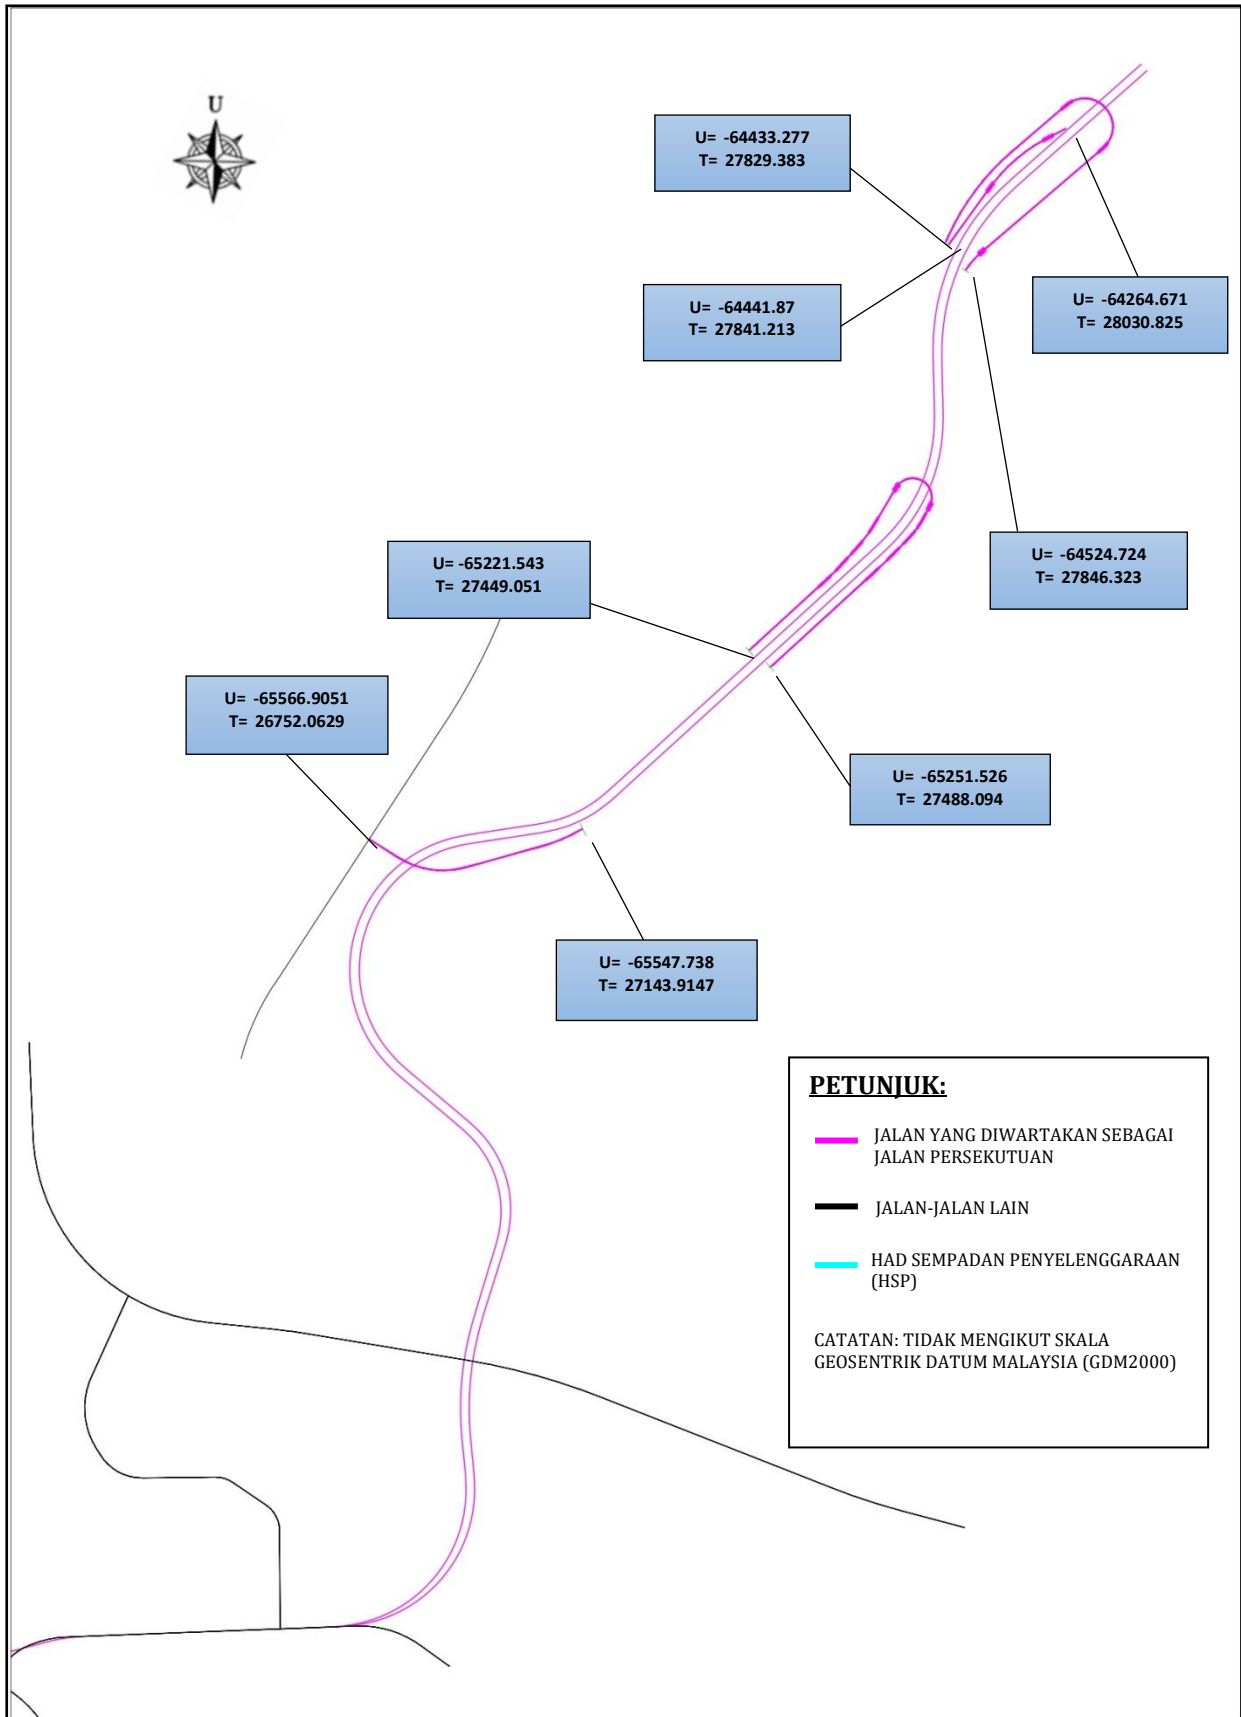 U
U= -64433.277
T= 27829.383
U= -64441.87
T= 27841.213
U= -64264.671
T= 28030.825
U= -64524.724
T= 27846.323
U= -65221.543
T= 27449.051
U= -65566.9051
T= 26752.0629
U= -65251.526
T= 27488.094
U= -65547.738
T= 27143.9147
PETUNJUK:
JALAN YANG DIWARTAKAN SEBAGAI
JALAN PERSEKUTUAN
JALAN-JALAN LAIN
HAD SEMPADAN PENYELENGGARAAN
(HSP)
CATATAN: TIDAK MENGIKUT SKALA
GEOSENTRIK DATUM MALAYSIA (GDM2000)